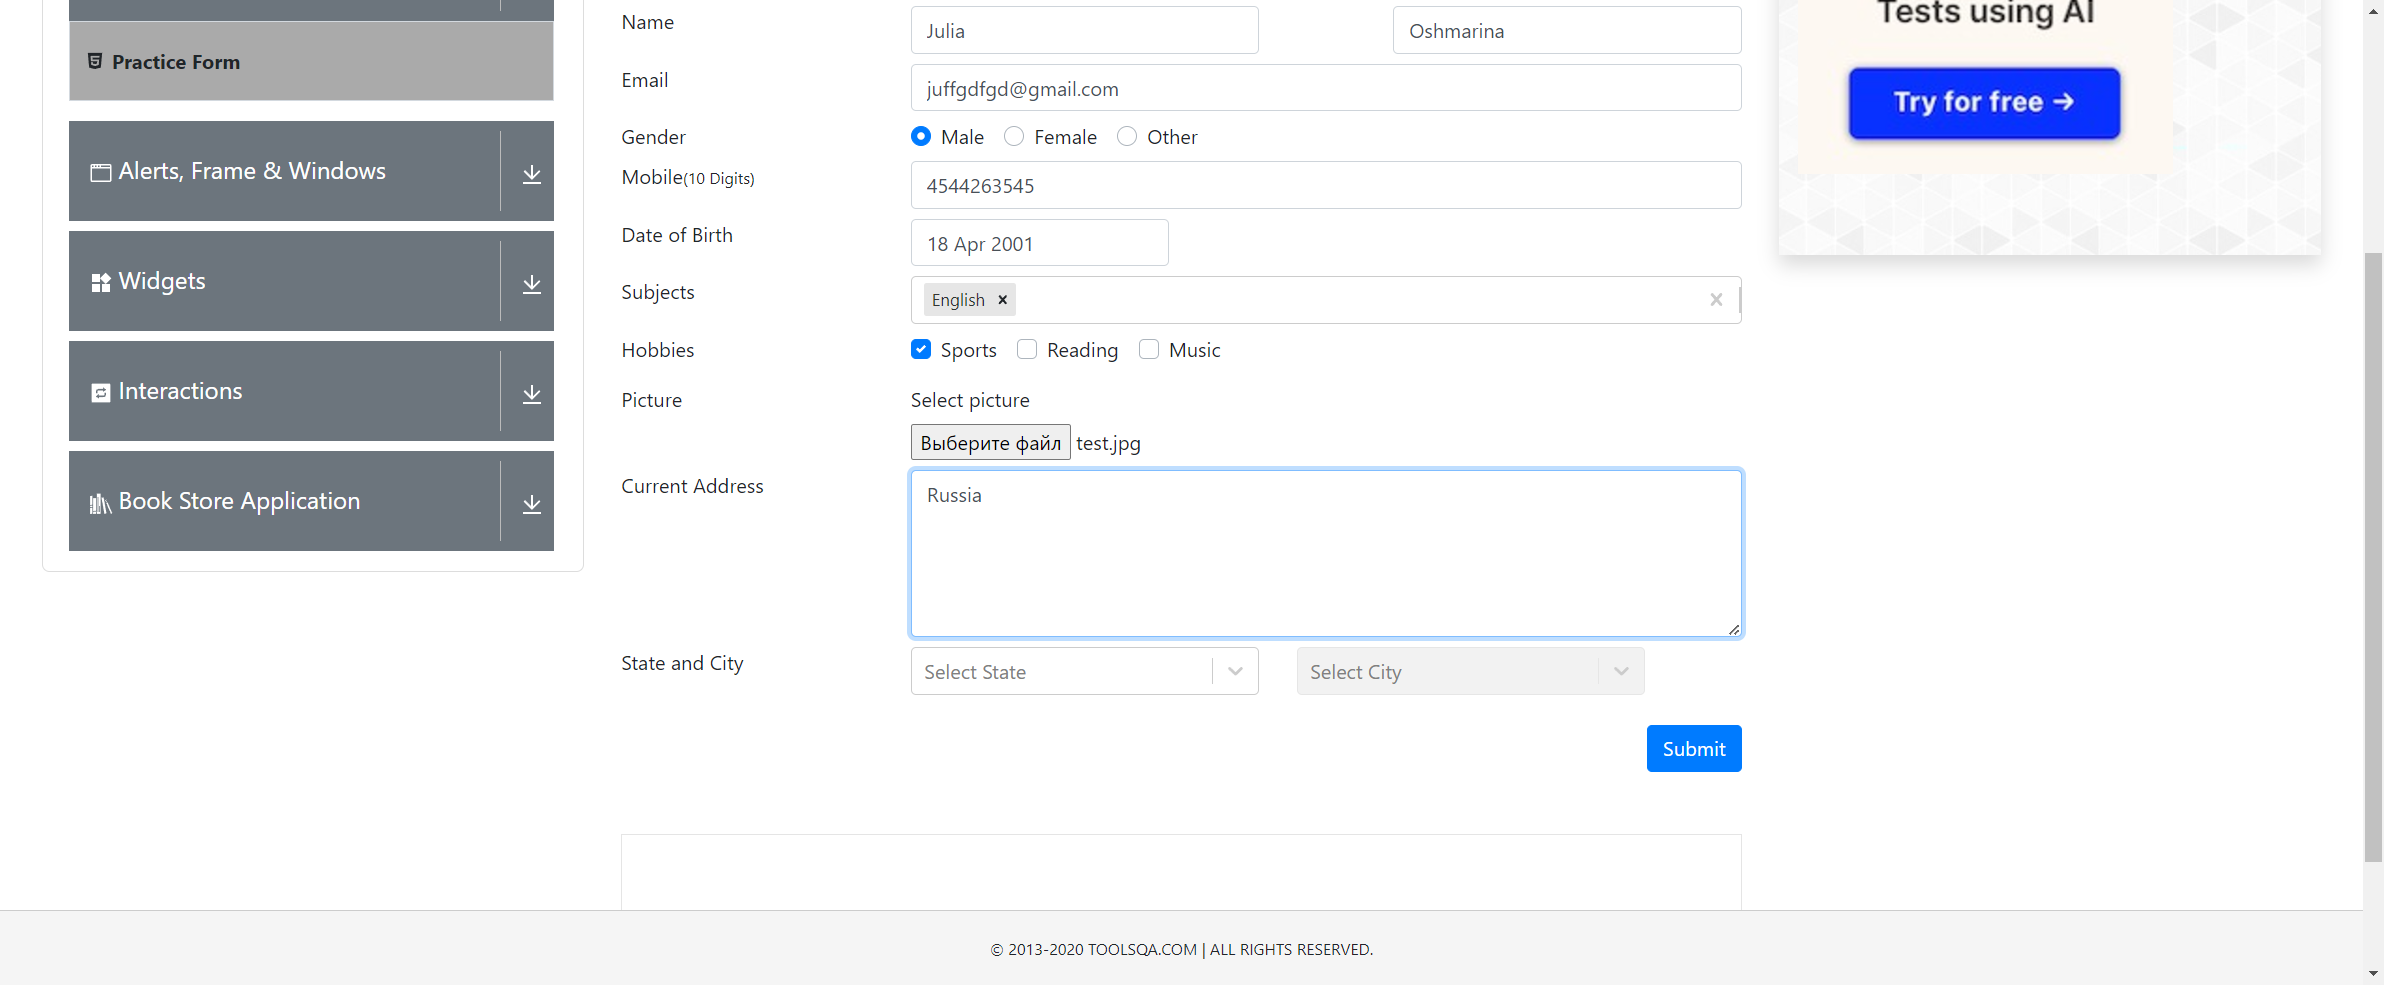 Practice Form
Alerts, Frame & Windows
Widgets
Interactions
Book Store Application
Name
Julia
Oshmarina
Email
juffgdfgd@gmail.com
Gender
Male
Female
Other
Mobile(10 Digits)
4544263545
Date of Birth
18 Apr 2001
Subjects
English
Hobbies
Sports
Reading
Music
Picture
Select picture
Выберите файл test.jpg
Current Address
Russia
State and City
Select State
Select City
Submit
Tests using AI
Try for free →
© 2013-2020 TOOLSQA.COM | ALL RIGHTS RESERVED.